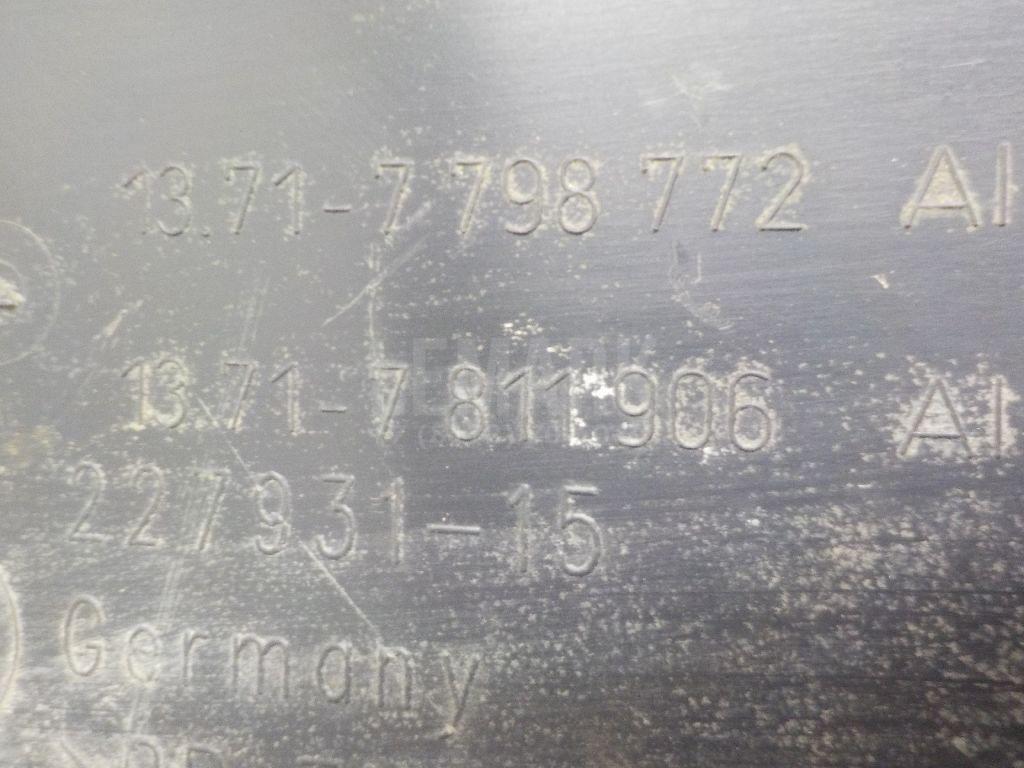 13.71-7 798 772 AI
13.71-7 811 906 AI
227931-15
Germany